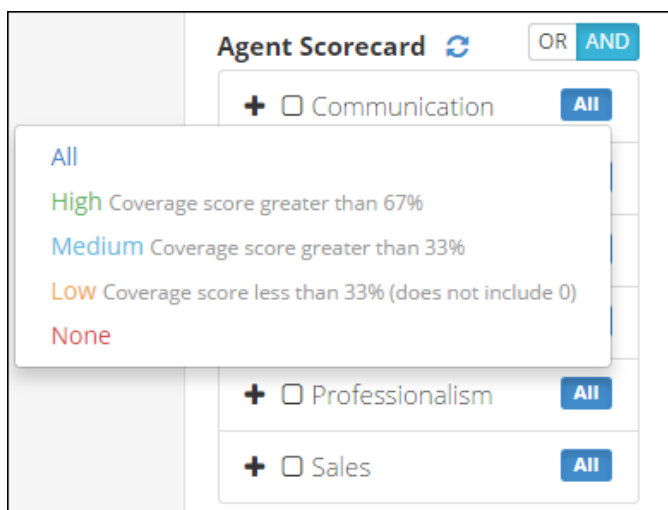 Agent Scorecard OR AND
Communication All
All
High Coverage score greater than 67%
Medium Coverage score greater than 33%
Low Coverage score less than 33% (does not include 0)
None
Professionalism All
Sales All